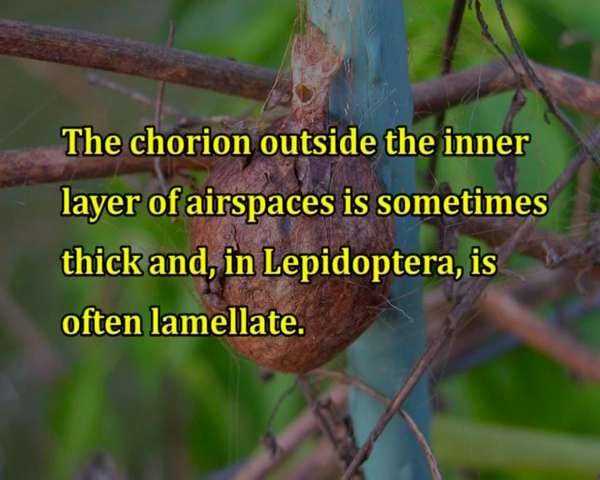 The chorion outside the inner
layer of airspaces is sometimes
thick and, in Lepidoptera, is
often lamellate.